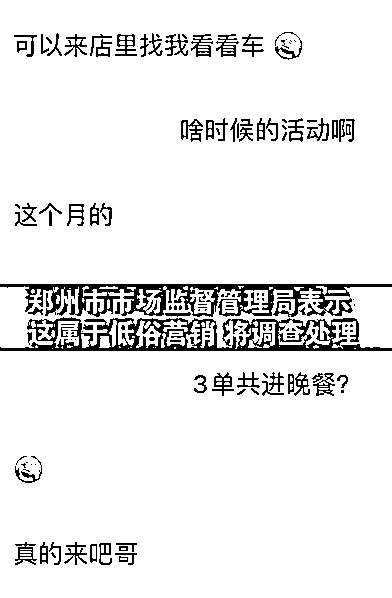 可以来店里找我看看车
啥时候的活动啊
这个月的
郑州市市场监督管理局表示
这属于低俗营销 将调查处理
3单共进晚餐?
真的来吧哥